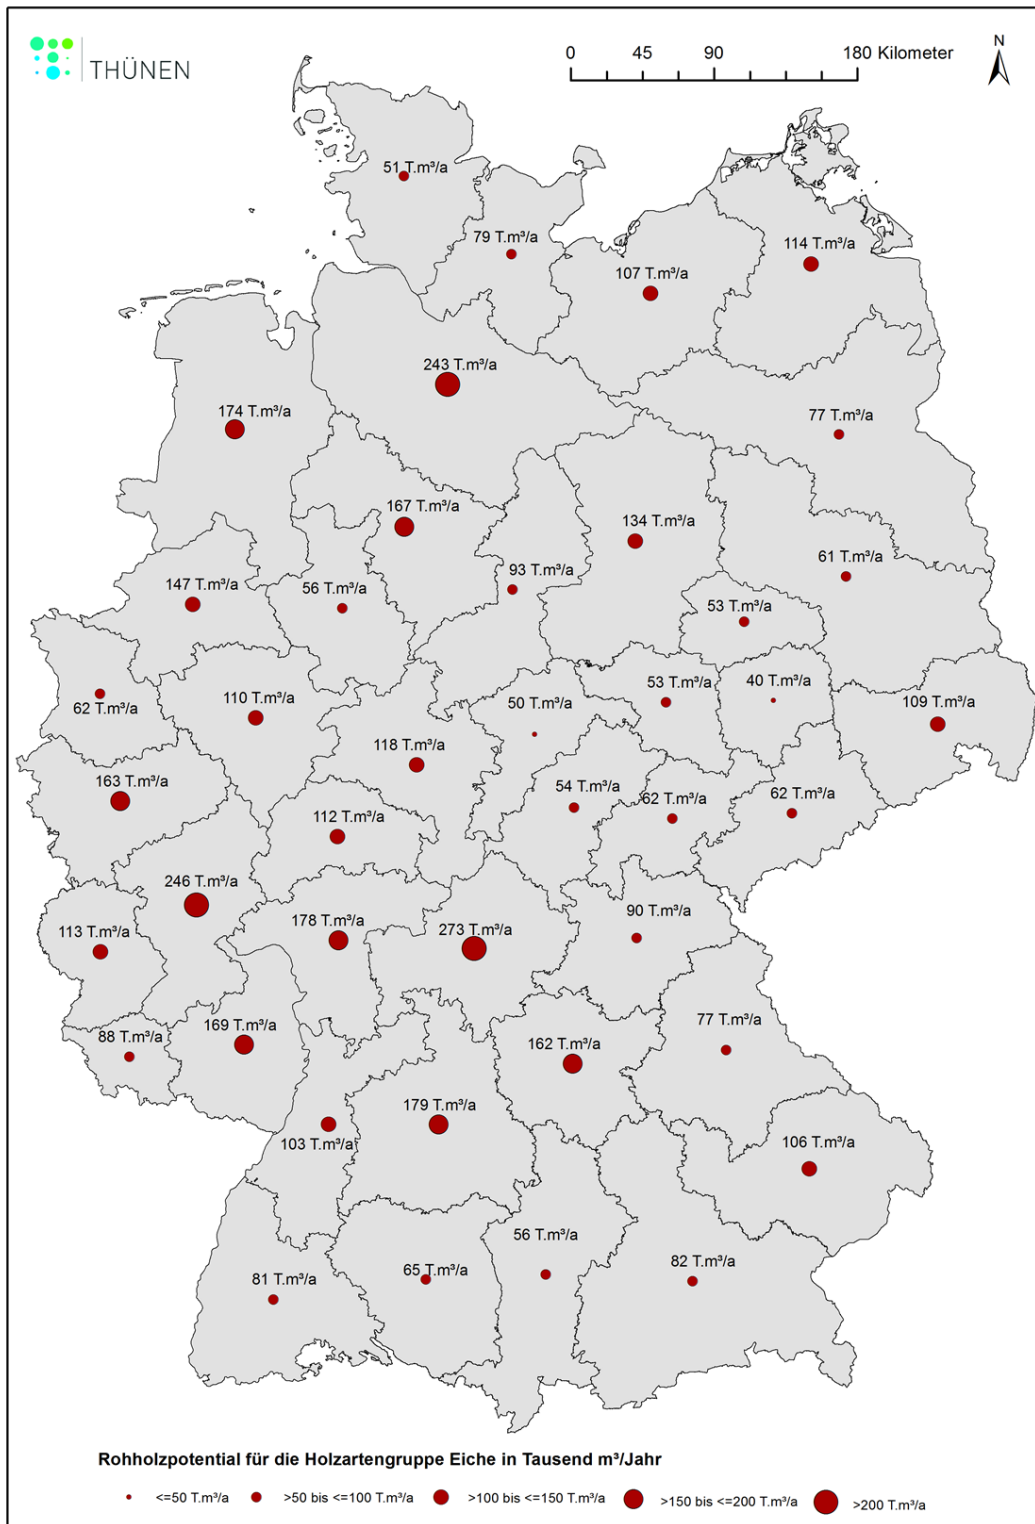 THÜNEN
0 45 90 180 Kilometer
N
51 T.m³/a
79 T.m³/a
114 T.m³/a
107 T.m³/a
243 T.m³/a
174 T.m³/a
77 T.m³/a
167 T.m³/a
134 T.m³/a
93 T.m³/a
61 T.m³/a
147 T.m³/a
56 T.m³/a
53 T.m³/a
62 T.m³/a
110 T.m³/a
50 T.m³/a
53 T.m³/a
40 T.m³/a
109 T.m³/a
118 T.m³/a
163 T.m³/a
54 T.m³/a
62 T.m³/a
62 T.m³/a
112 T.m³/a
246 T.m³/a
178 T.m³/a
273 T.m³/a
90 T.m³/a
113 T.m³/a
88 T.m³/a
169 T.m³/a
162 T.m³/a
77 T.m³/a
103 T.m³/a
179 T.m³/a
106 T.m³/a
81 T.m³/a
65 T.m³/a
56 T.m³/a
82 T.m³/a
Rohholzpotential für die Holzartengruppe Eiche in Tausend m³/Jahr
<=50 T.m³/a >50 bis <=100 T.m³/a >100 bis <=150 T.m³/a >150 bis <=200 T.m³/a >200 T.m³/a